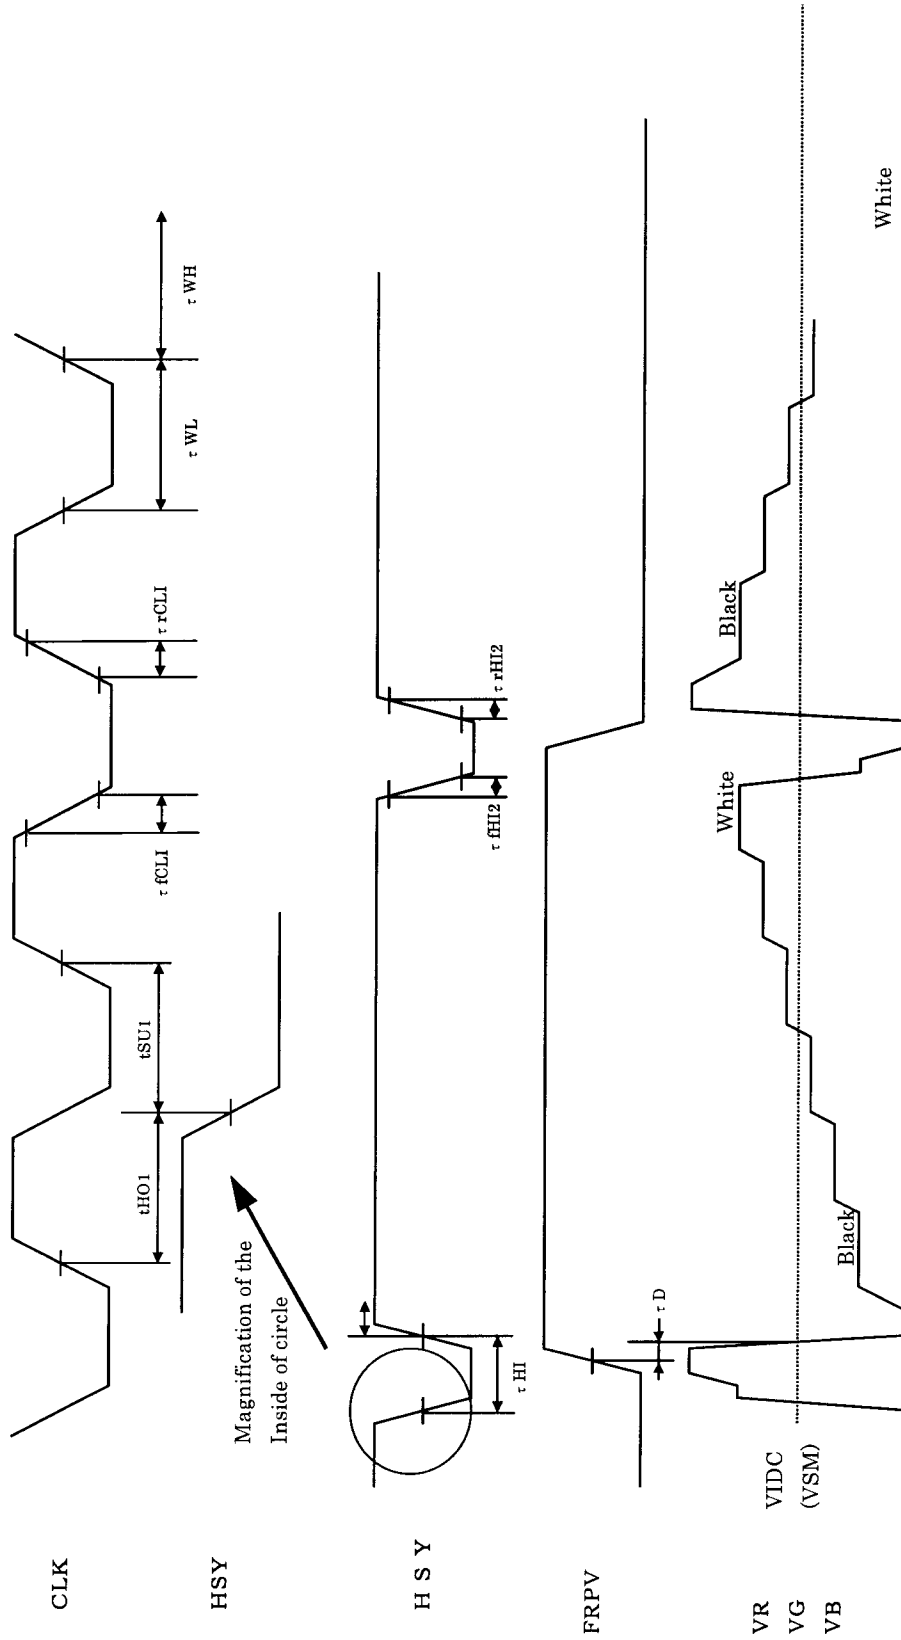 CLK
τ fCLI
τ rCLI
τ WL
τ WH
tHO1
tSU1
HSY
Magnification of the
Inside of circle
H S Y
τ HI
τ fHI2
τ rHI2
FRPV
τ D
VR
VG
VB
VIDC
(VSM)
Black
White
Black
White